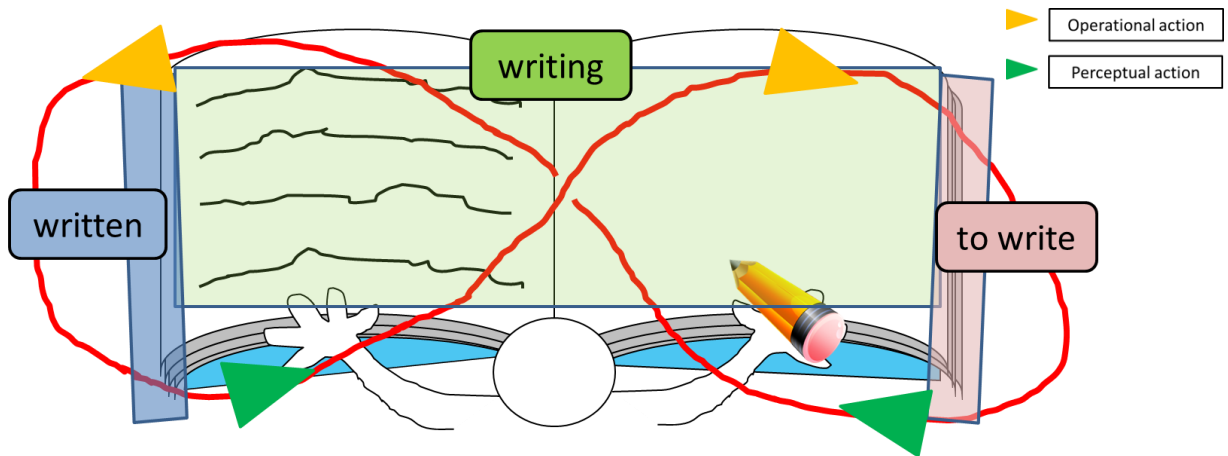 writing
written
to write
Operational action
Perceptual action